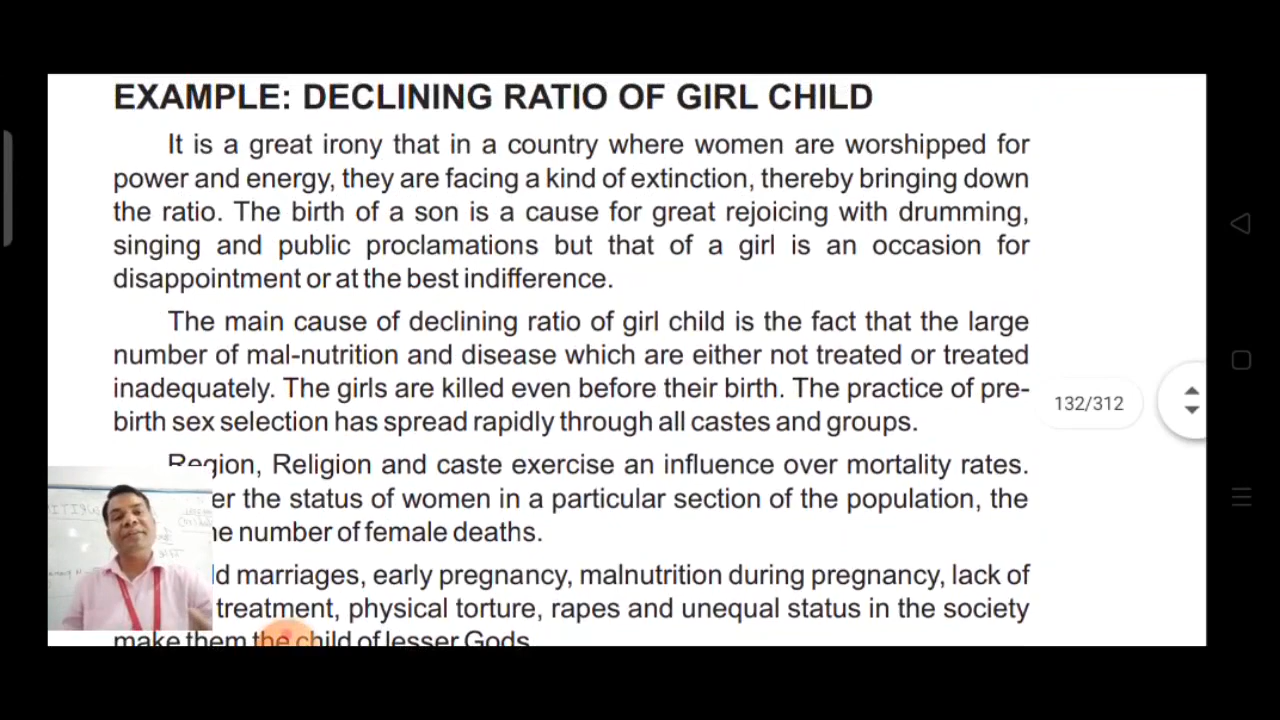 EXAMPLE: DECLINING RATIO OF GIRL CHILD
It is a great irony that in a country where women are worshipped for
power and energy, they are facing a kind of extinction, thereby bringing down
the ratio. The birth of a son is a cause for great rejoicing with drumming,
singing and public proclamations but that of a girl is an occasion for
disappointment or at the best indifference.
The main cause of declining ratio of girl child is the fact that the large
number of mal-nutrition and disease which are either not treated or treated
inadequately. The girls are killed even before their birth. The practice of pre-
birth sex selection has spread rapidly through all castes and groups.
132/312
Region, Religion and caste exercise an influence over mortality rates.
the status of women in a particular section of the population, the
number of female deaths.
marriages, early pregnancy, malnutrition during pregnancy, lack of
treatment, physical torture, rapes and unequal status in the society
make them the child of lesser Gods.